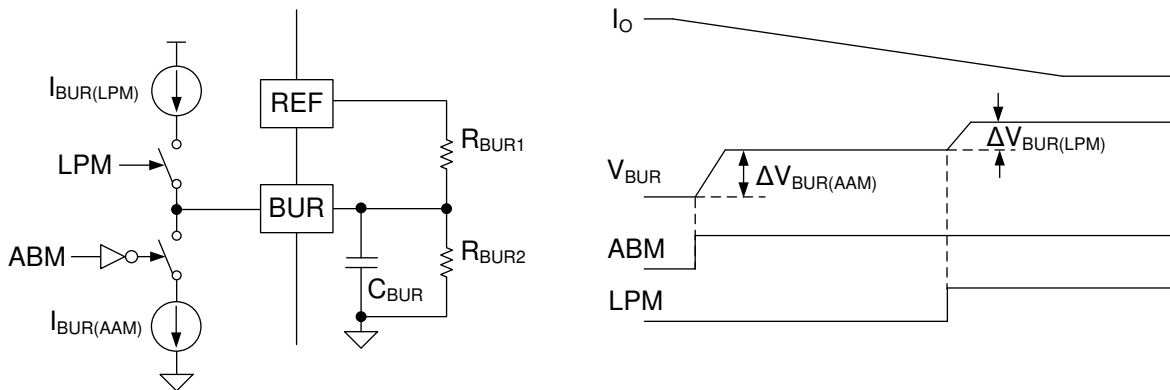 I_BUR(LPM)
LPM
ABM
I_BUR(AAM)
REF
BUR
R_BUR1
R_BUR2
C_BUR
I_O
V_BUR
ΔV_BUR(AAM)
ΔV_BUR(LPM)
ABM
LPM